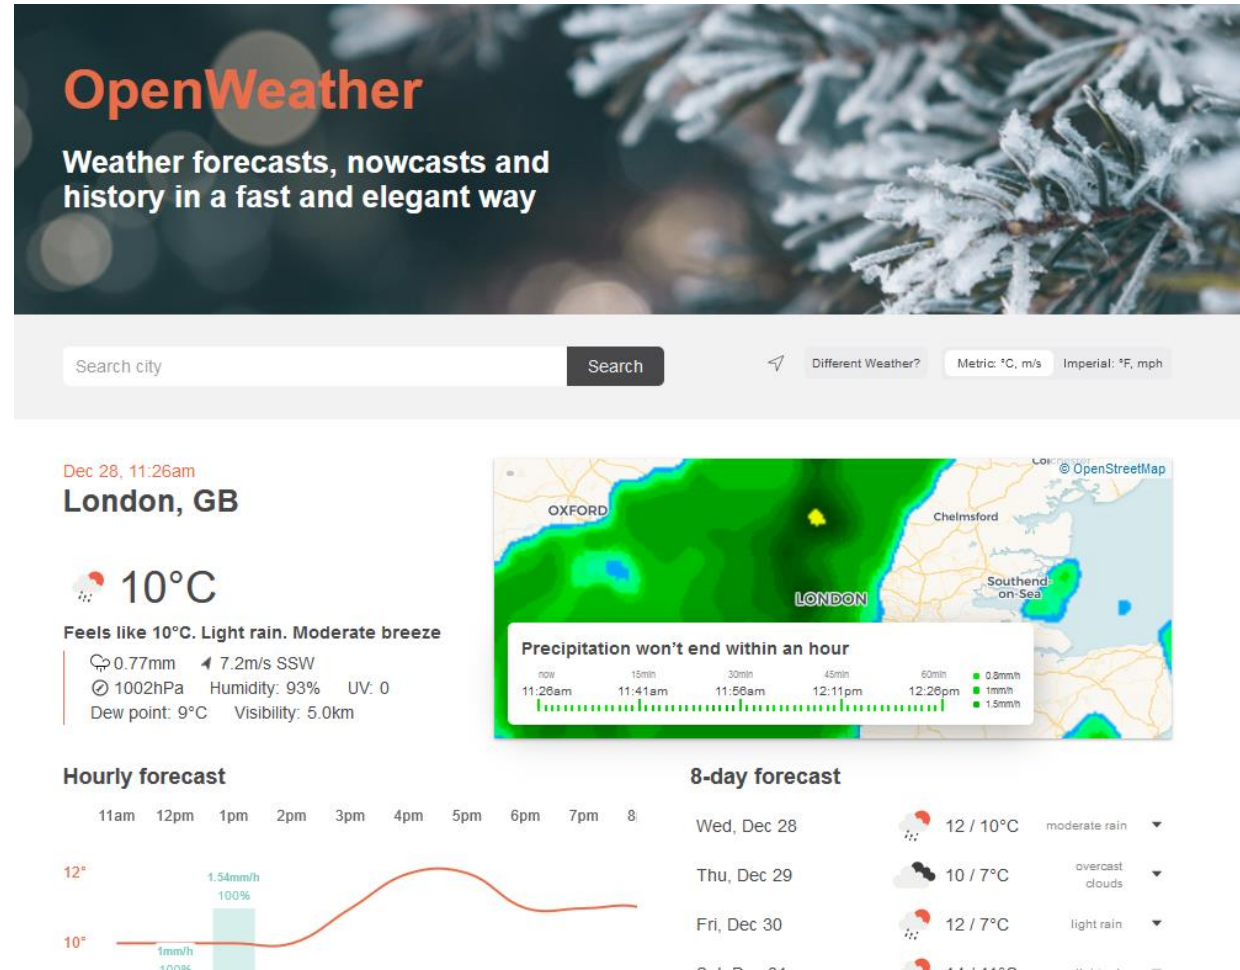 OpenWeather
Weather forecasts, nowcasts and
history in a fast and elegant way
Search city
Search
Different Weather?
Metric: °C, m/s
Imperial: °F, mph
Dec 28, 11:26am
London, GB
10°C
Feels like 10°C. Light rain. Moderate breeze
0.77mm 7.2m/s SSW
1002hPa Humidity: 93% UV: 0
Dew point: 9°C Visibility: 5.0km
© OpenStreetMap
OXFORD
Chelmsford
Southend-
on-Sea
LONDON
Precipitation won't end within an hour
now 15min 30min 45min 60min
11:26am 11:41am 11:56am 12:11pm 12:26pm
0.8mm/h
1mm/h
1.5mm/h
Hourly forecast
11am 12pm 1pm 2pm 3pm 4pm 5pm 6pm 7pm 8
12°
1.54mm/h
100%
10°
1mm/h
100%
8-day forecast
Wed, Dec 28 12 / 10°C moderate rain
Thu, Dec 29 10 / 7°C overcast
clouds
Fri, Dec 30 12 / 7°C light rain